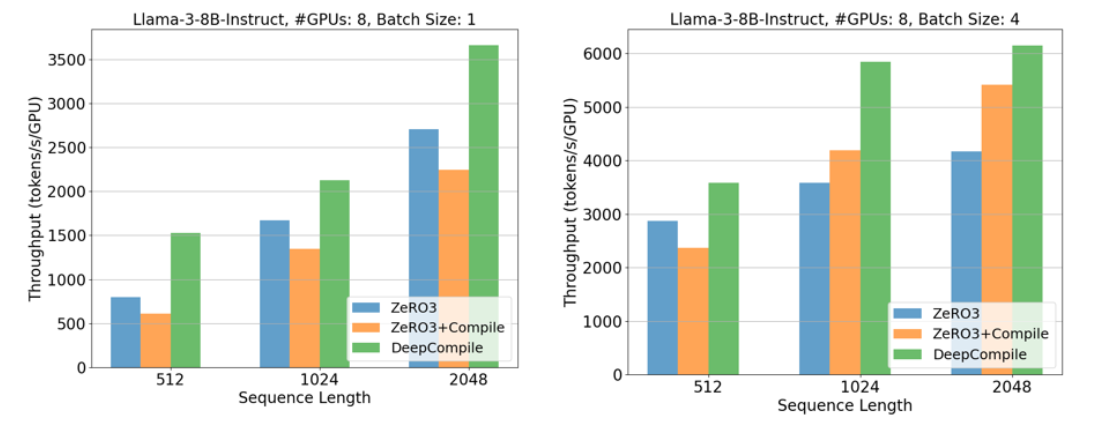 Llama-3-8B-Instruct, #GPUs: 8, Batch Size: 1
Throughput (tokens/s/GPU)
3500
3000
2500
2000
1500
1000
500
0
512
1024
2048
Sequence Length
ZeRO3
ZeRO3+Compile
DeepCompile
Llama-3-8B-Instruct, #GPUs: 8, Batch Size: 4
Throughput (tokens/s/GPU)
6000
5000
4000
3000
2000
1000
0
512
1024
2048
Sequence Length
ZeRO3
ZeRO3+Compile
DeepCompile